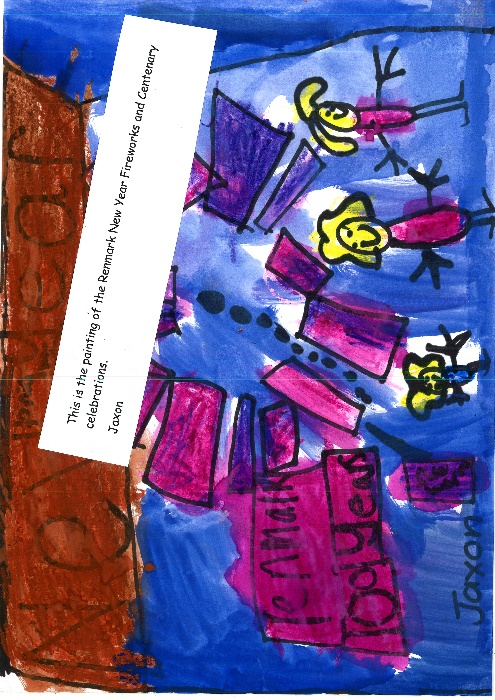 New Year
This is the painting of the Renmark New Year Fireworks and Centenary
celebrations.
Jaxon
renmark
100 years
Jaxon